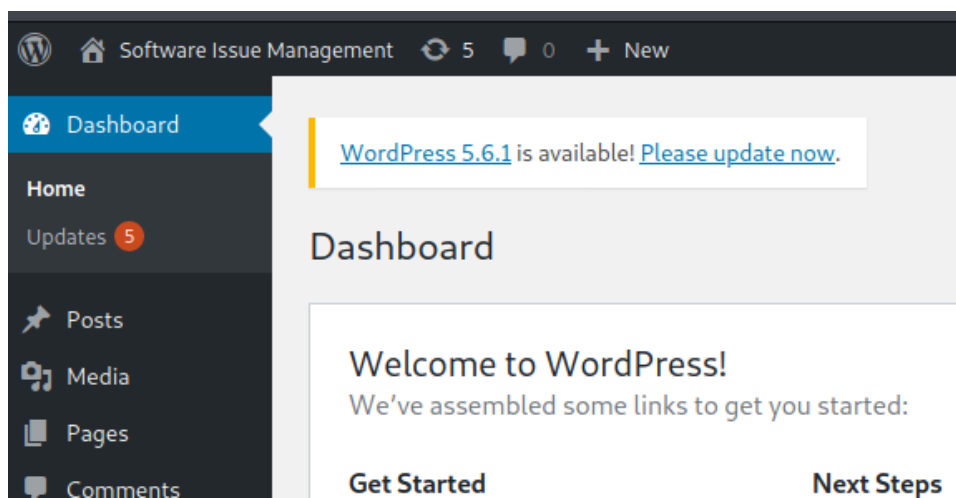 Software Issue Management 5 0 + New
Dashboard
Home
Updates 5
Posts
Media
Pages
Comments
WordPress 5.6.1 is available! Please update now.
Dashboard
Welcome to WordPress!
We've assembled some links to get you started:
Get Started
Next Steps